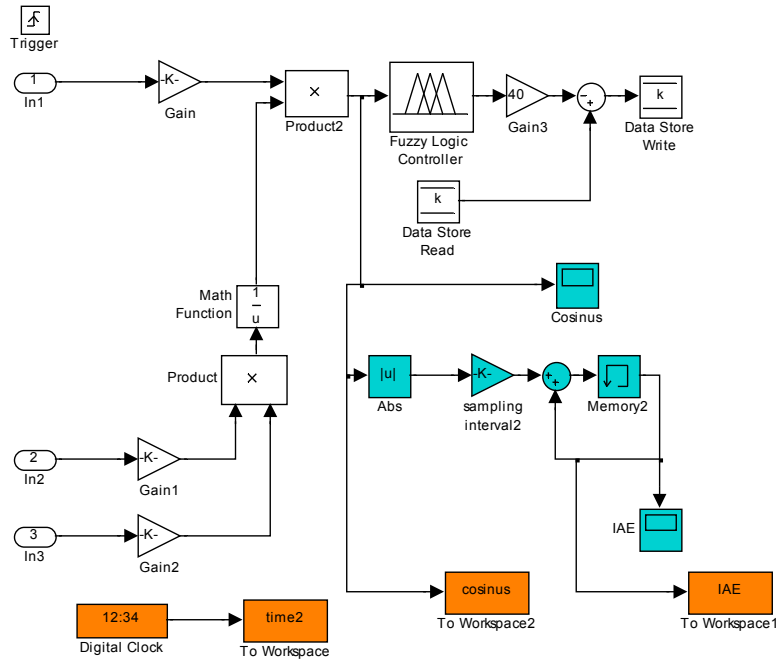 Trigger
1
In1
-K-
Gain
×
Product2
Fuzzy Logic
Controller
40
Gain3
−
+
k
Data Store
Write
k
Data Store
Read
Math
Function
1
u
Cosinus
Product
×
|u|
Abs
-K-
sampling
interval2
+
+
Memory2
2
In2
-K-
Gain1
3
In3
-K-
Gain2
IAE
12:34
Digital Clock
time2
To Workspace
cosinus
To Workspace2
IAE
To Workspace1